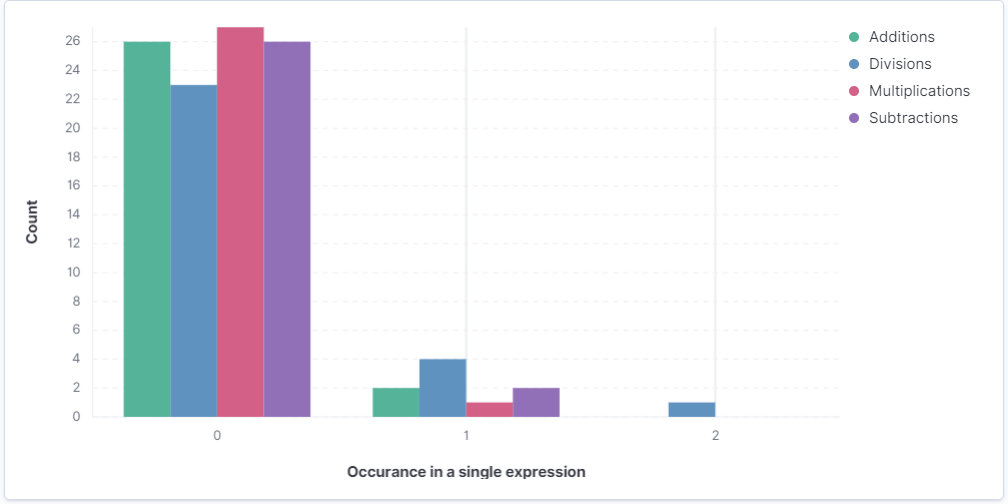 26
24
22
20
18
16
14
12
10
8
6
4
2
0
Count
0
1
2
Occurance in a single expression
Additions
Divisions
Multiplications
Subtractions